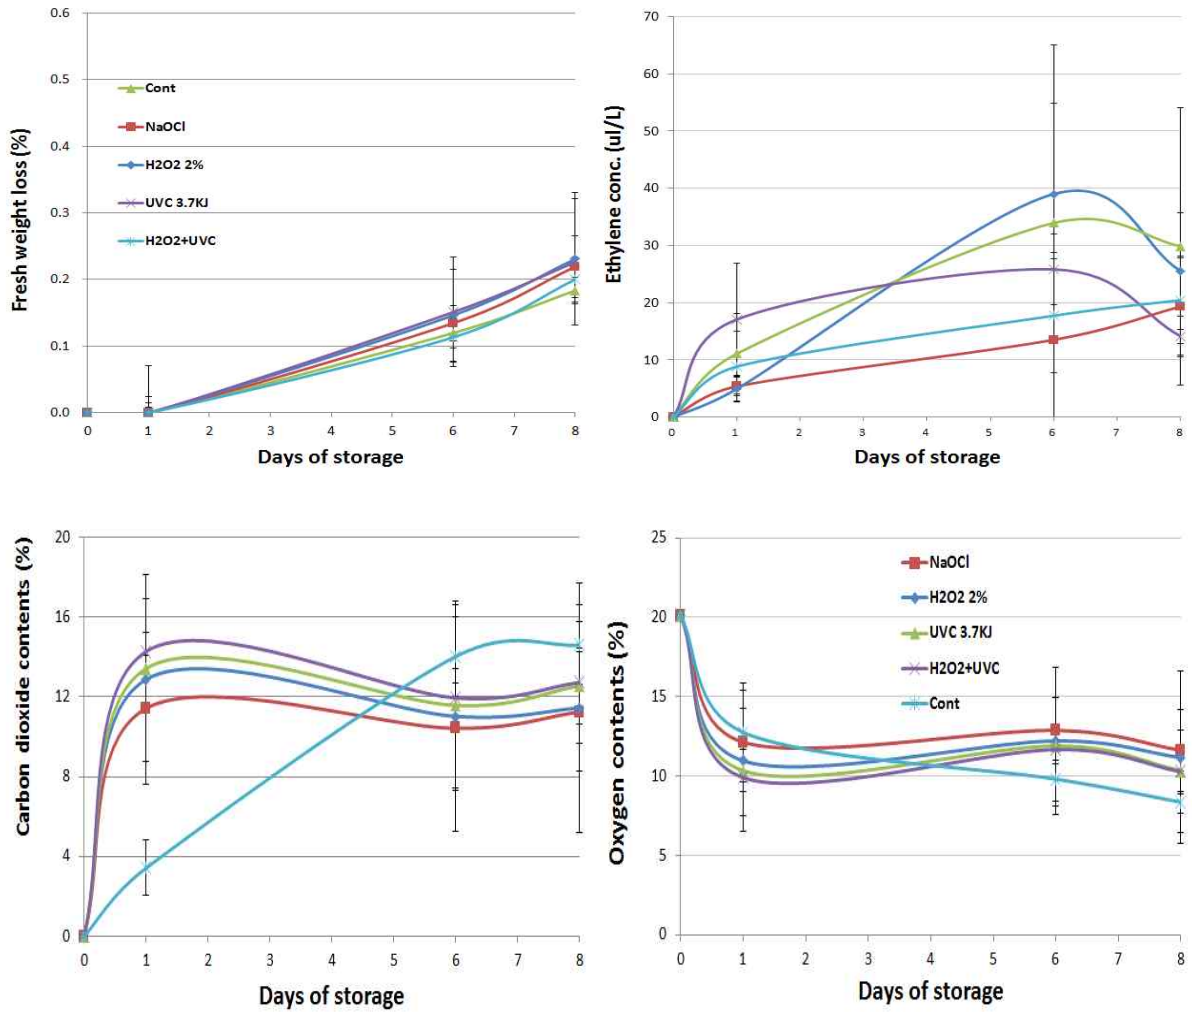 0.6
0.5
0.4
0.3
0.2
0.1
0.0
Fresh weight loss (%)
Cont
NaOCl
H2O2 2%
UVC 3.7KJ
H2O2+UVC
0 1 2 3 4 5 6 7 8
Days of storage
70
60
50
40
30
20
10
0
Ethylene conc. (ul/L)
0 1 2 3 4 5 6 7 8
Days of storage
20
16
12
8
4
0
Carbon dioxide contents (%)
0 1 2 3 4 5 6 7 8
Days of storage
25
20
15
10
5
0
Oxygen contents (%)
NaOCl
H2O2 2%
UVC 3.7KJ
H2O2+UVC
Cont
0 1 2 3 4 5 6 7 8
Days of storage